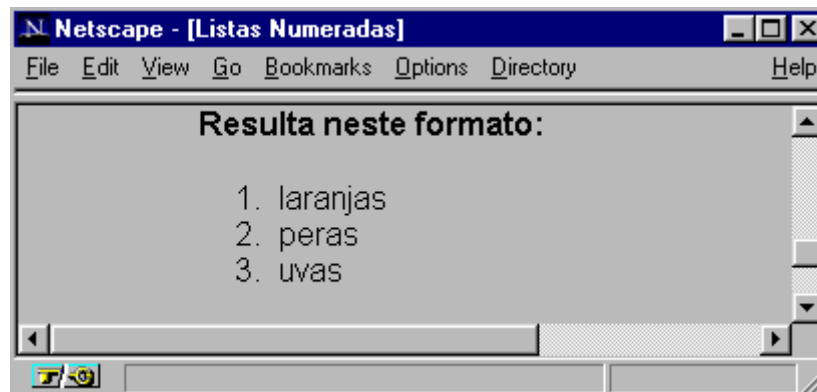 Netscape - [Listas Numeradas]
File Edit View Go Bookmarks Options Directory Help
Resulta neste formato:
1. laranjas
2. peras
3. uvas